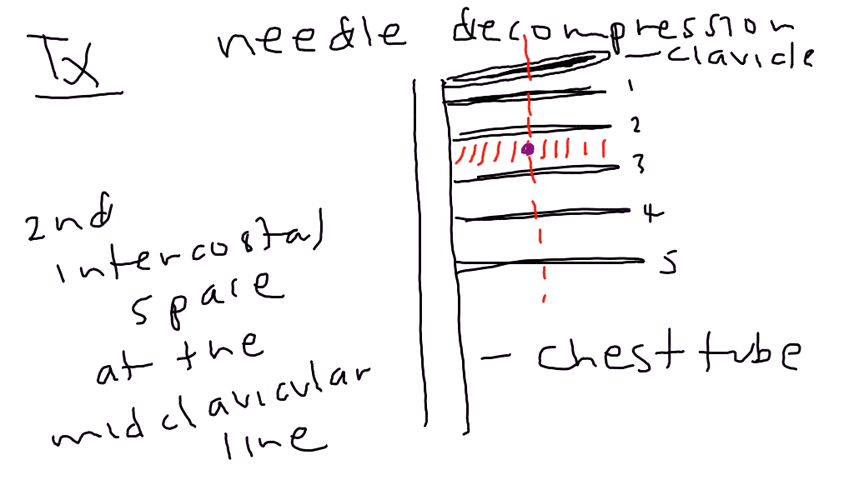 Tx
needle decompression
- clavicle
1
2
3
4
5
2nd
intercostal
space
at the
midclavicular
line
- chest tube